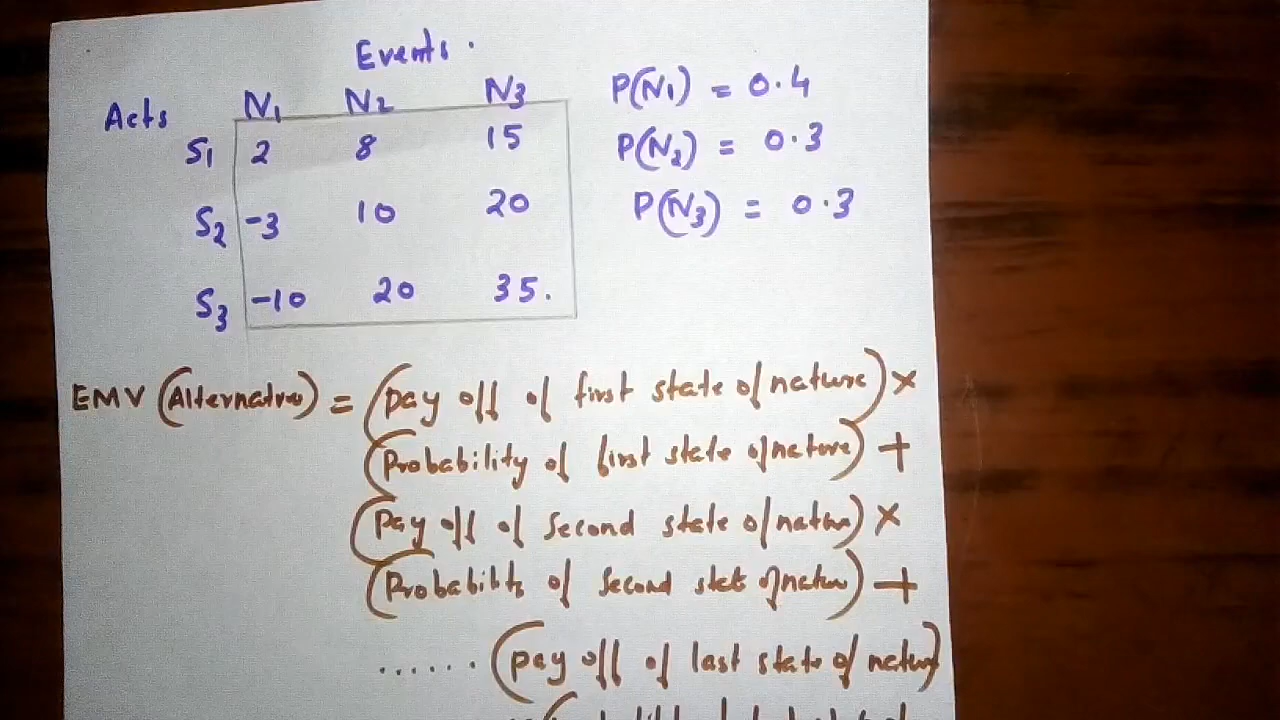 Events.
Acts N1 N2 N3 P(N1) = 0.4
S1 2 8 15 P(N2) = 0.3
S2 -3 10 20 P(N3) = 0.3
S3 -10 20 35.
EMV (Alternative) = (pay off of first state of nature) ×
(Probability of first state of nature) +
(Pay off of second state of nature) ×
(Probability of second state of nature) +
...... (pay off of last state of nature)